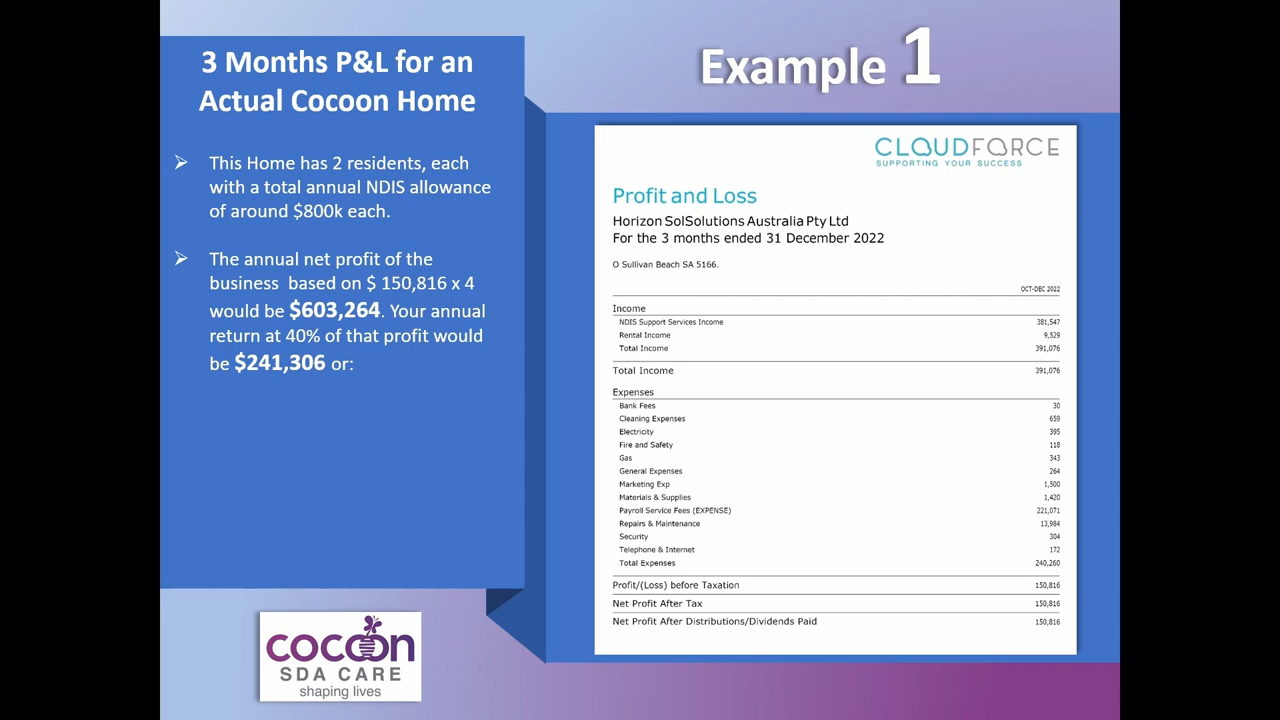 3 Months P&L for an
Actual Cocoon Home
➢ This Home has 2 residents, each
with a total annual NDIS allowance
of around $800k each.
➢ The annual net profit of the
business based on $ 150,816 x 4
would be $603,264. Your annual
return at 40% of that profit would
be $241,306 or:
cocoon
SDA CARE
shaping lives
Example 1
CLOUDFORCE
SUPPORTING YOUR SUCCESS
Profit and Loss
Horizon SolSolutions Australia Pty Ltd
For the 3 months ended 31 December 2022
O Sullivan Beach SA 5166.
OCT-DEC 2022
Income
NDIS Support Services Income 381,547
Rental Income 9,529
Total Income 391,076
Total Income 391,076
Expenses
Bank Fees 30
Cleaning Expenses 659
Electricity 395
Fire and Safety 118
Gas 343
General Expenses 264
Marketing Exp 1,500
Materials & Supplies 1,420
Payroll Service Fees (EXPENSE) 221,071
Repairs & Maintenance 13,984
Security 304
Telephone & Internet 172
Total Expenses 240,260
Profit/(Loss) before Taxation 150,816
Net Profit After Tax 150,816
Net Profit After Distributions/Dividends Paid 150,816